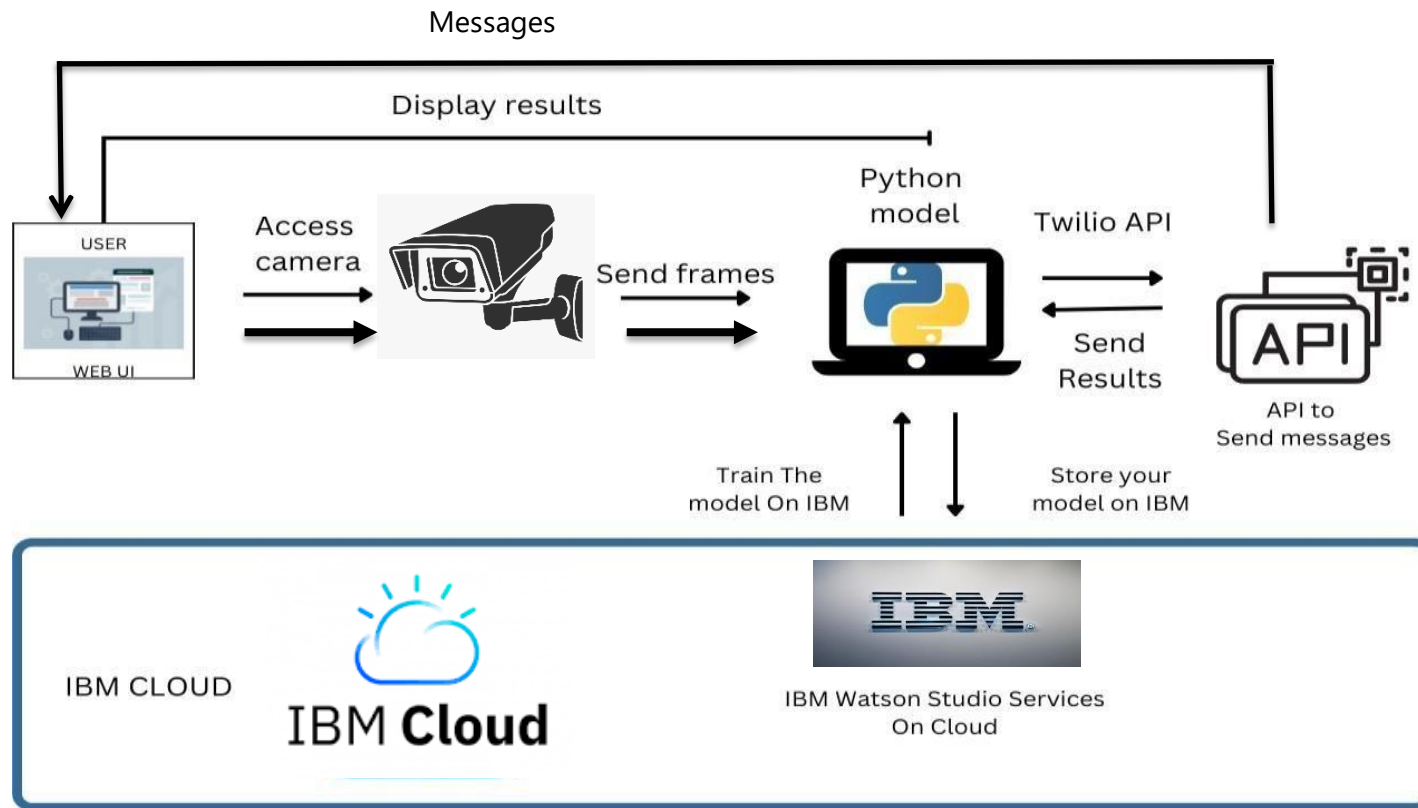 Messages
Display results
Python
model
Access
camera
Send frames
Twilio API
USER
WEB UI
Send
Results
API
API to
Send messages
Train The
model On IBM
Store your
model on IBM
IBM CLOUD
IBM Cloud
IBM
IBM Watson Studio Services
On Cloud